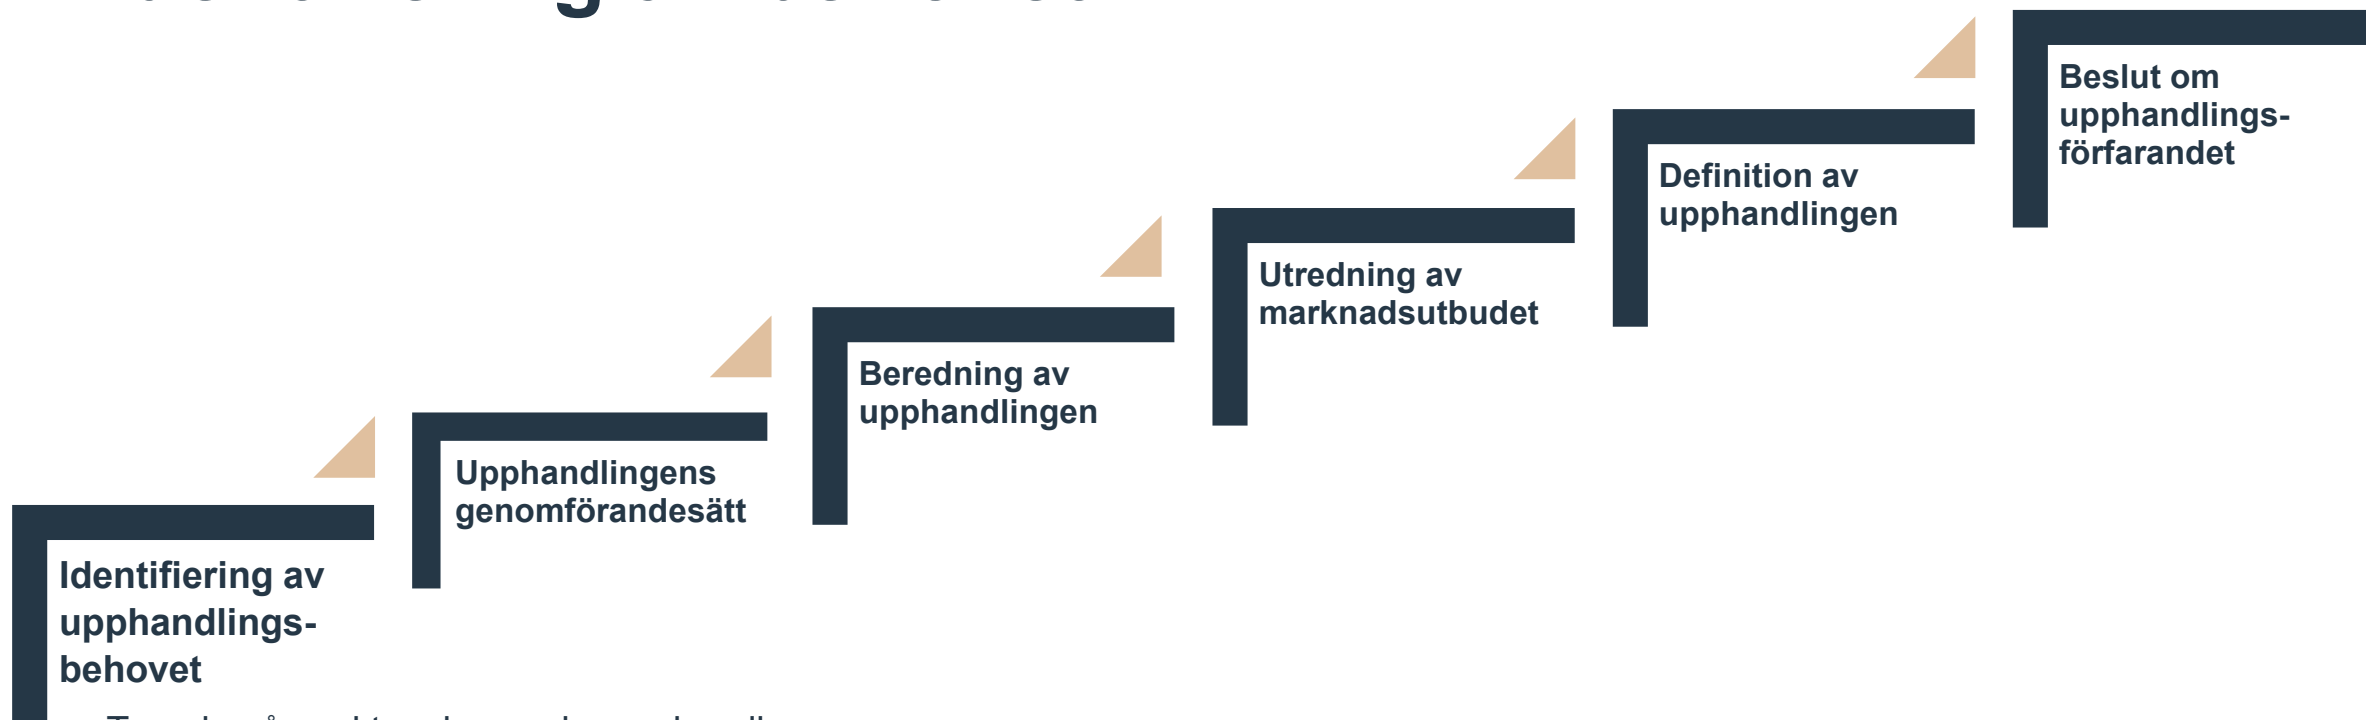 Identifiering av
upphandlings-
behovet
Upphandlingens
genomförandesätt
Beredning av
upphandlingen
Utredning av
marknadsutbudet
Definition av
upphandlingen
Beslut om
upphandlings-
förfarandet